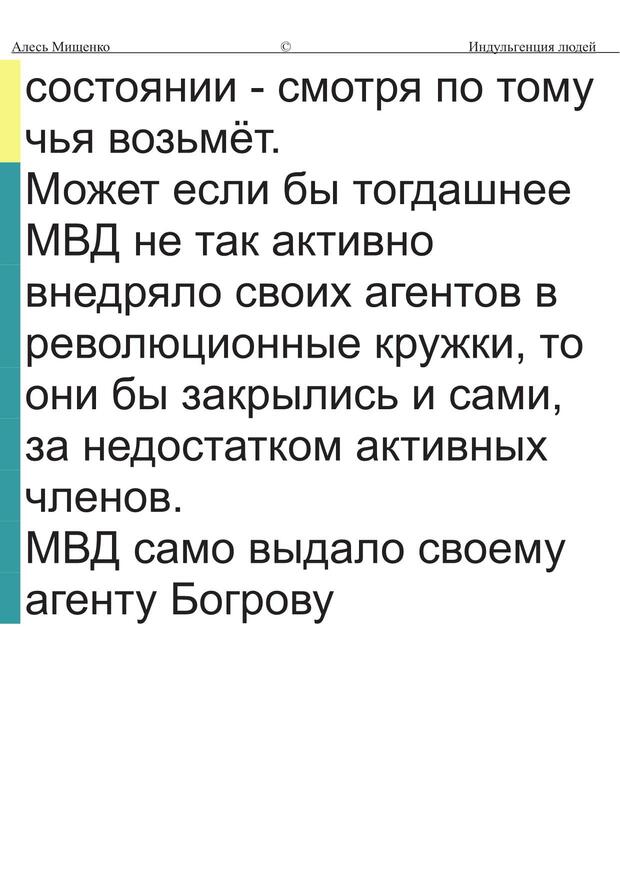 Алесь Мищенко © Индульгенция людей
состоянии - смотря по тому
чья возьмёт.
Может если бы тогдашнее
МВД не так активно
внедряло своих агентов в
революционные кружки, то
они бы закрылись и сами,
за недостатком активных
членов.
МВД само выдало своему
агенту Богрову